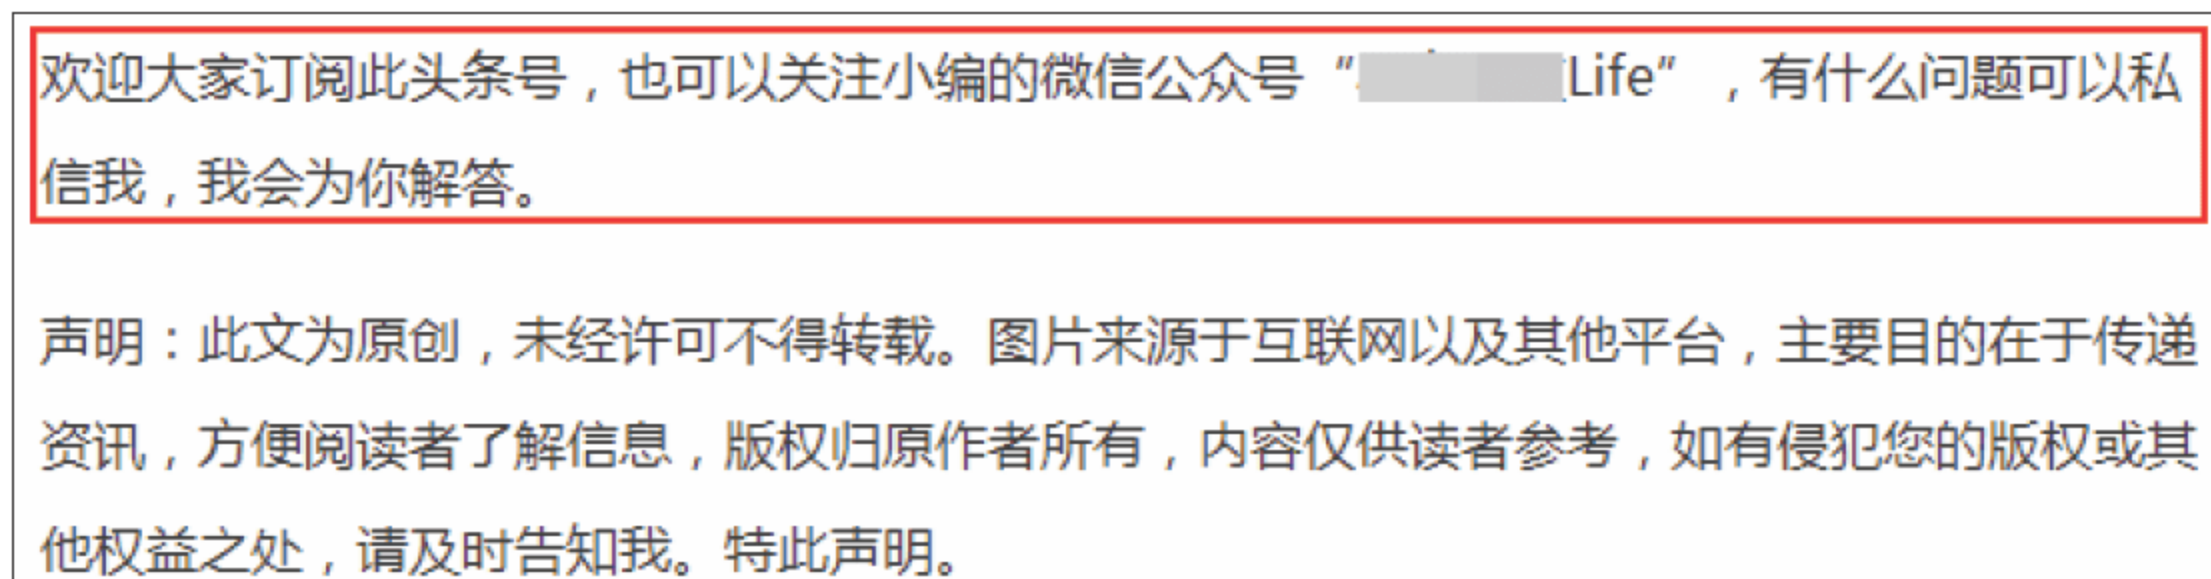 欢迎大家订阅此头条号，也可以关注小编的微信公众号“Life”，有什么问题可以私
信我，我会为你解答。
声明：此文为原创，未经许可不得转载。图片来源于互联网以及其他平台，主要目的在于传递
资讯，方便阅读者了解信息，版权归原作者所有，内容仅供读者参考，如有侵犯您的版权或其
他权益之处，请及时告知我。特此声明。